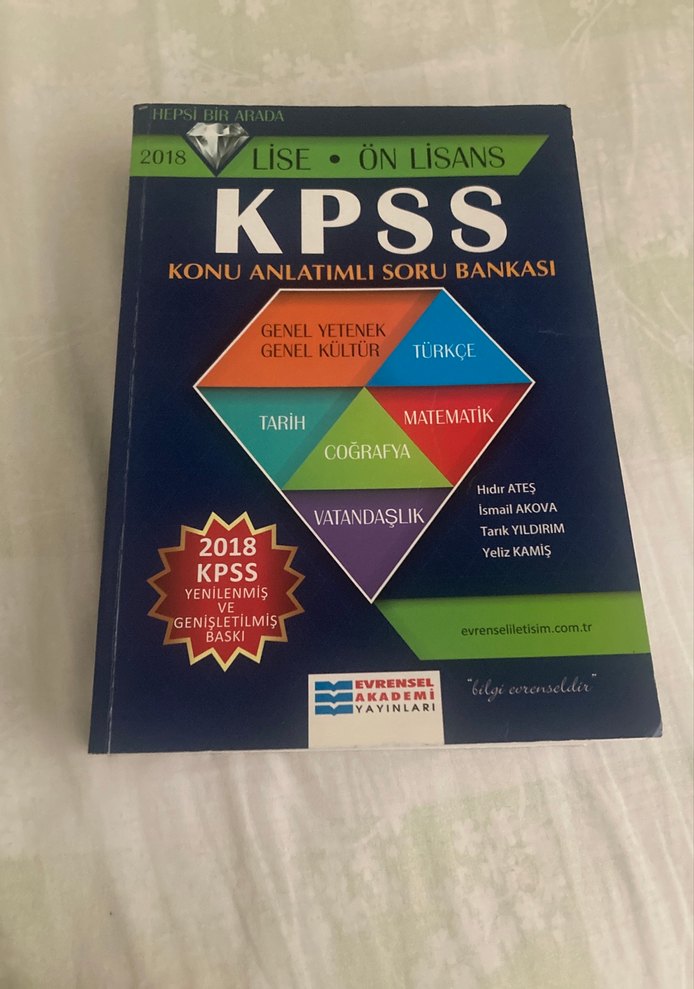 HEPSİ BİR ARADA
2018
LİSE • ÖN LİSANS
KPSS
KONU ANLATIMLI SORU BANKASI
GENEL YETENEK
GENEL KÜLTÜR
TÜRKÇE
TARİH
MATEMATİK
COĞRAFYA
VATANDAŞLIK
Hıdır ATEŞ
İsmail AKOVA
Tarık YILDIRIM
Yeliz KAMİŞ
2018
KPSS
YENİLENMİŞ
VE
GENİŞLETİLMİŞ
BASKI
evrenseliletisim.com.tr
EVRENSEL
AKADEMİ
YAYINLARI
"bilgi evrenseldir"